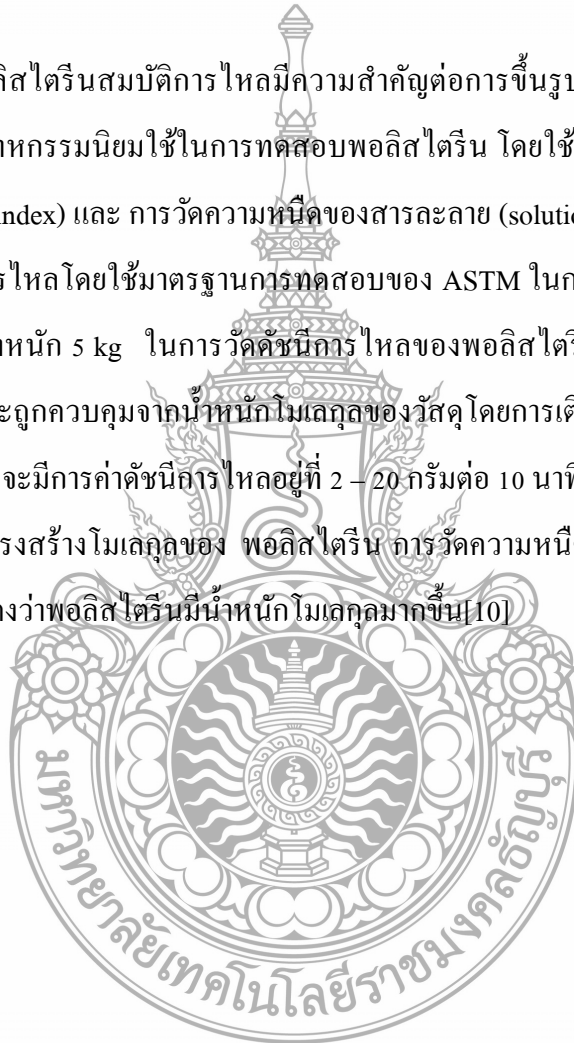 ลิสไตรีนสมบัติการไหลมีความสำคัญต่อการขึ้นรูป
าหกรรมนิยมใช้ในการทดสอบพอลิสไตรีน โดยใช้
index) และ การวัดความหนืดของสารละลาย (solutio
รไหลโดยใช้มาตรฐานการทดสอบของ ASTM ในก
าหนัก 5 kg ในการวัดดัชนีการไหลของพอลิสไตรี
ะถูกควบคุมจากน้ำหนักโมเลกุลของวัสดุโดยการเติ
จะมีการค่าดัชนีการไหลอยู่ที่ 2 – 20 กรัมต่อ 10 นาที
รงสร้างโมเลกุลของ พอลิสไตรีน การวัดความหนื
งว่าพอลิสไตรีนมีน้ำหนักโมเลกุลมากขึ้น[10]
มหาวิทยาลัยเทคโนโลยีราชมงคลธัญบุรี